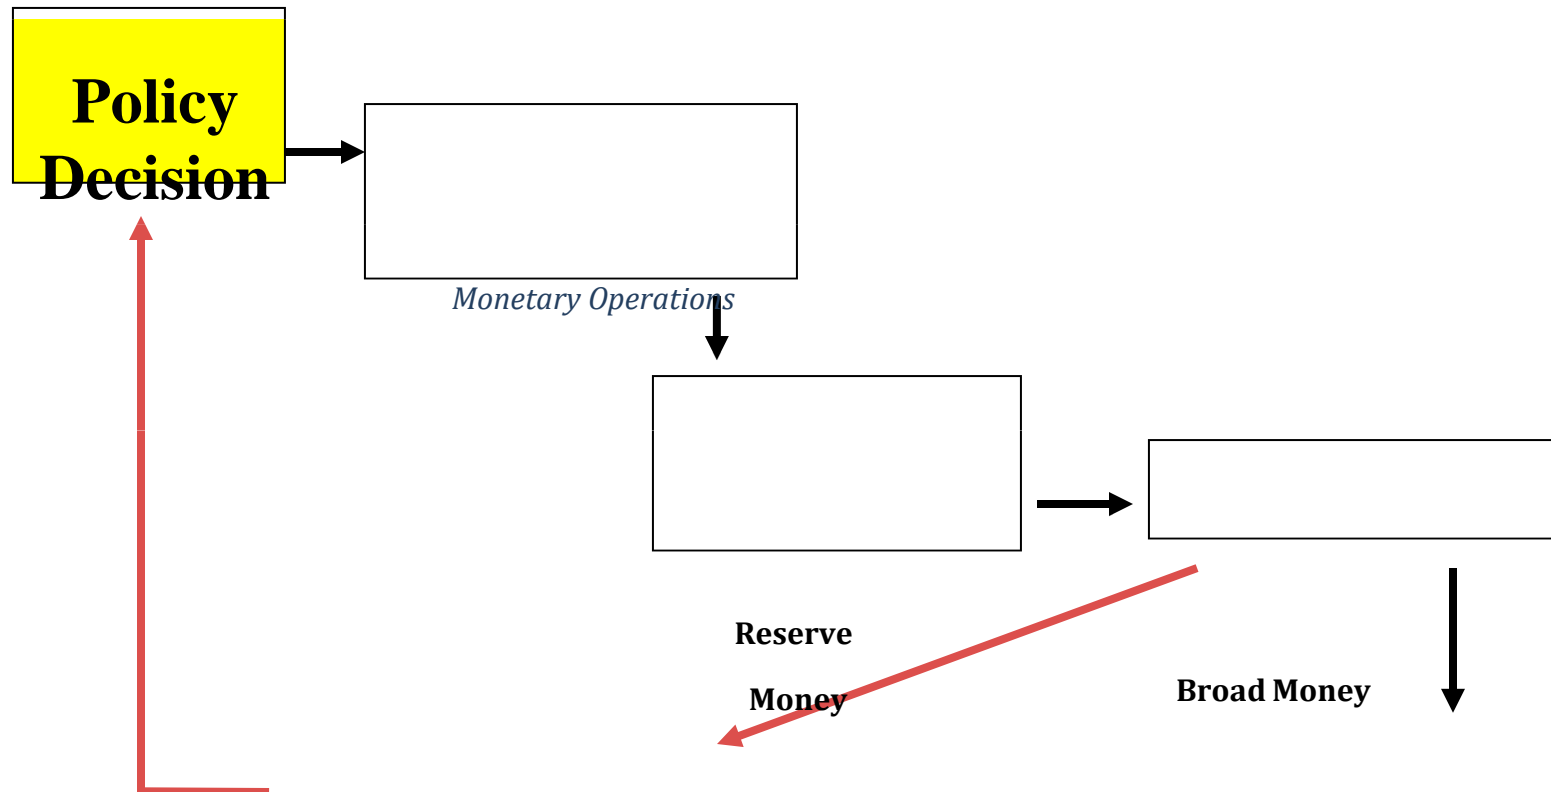 Policy
Decision
Monetary Operations
Reserve
Money
Broad Money